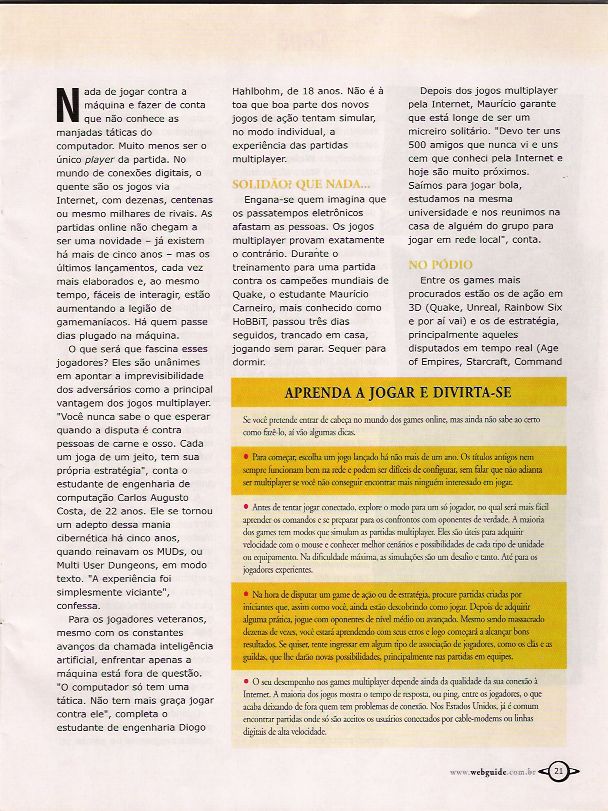 Nada de jogar contra a
máquina e fazer de conta
que não conhece as
manjadas táticas do
computador. Muito menos ser o
único player da partida. No
mundo de conexões digitais, o
quente são os jogos via
Internet, com dezenas, centenas
ou mesmo milhares de rivais. As
partidas online não chegam a
ser uma novidade – já existem
há mais de cinco anos – mas os
últimos lançamentos, cada vez
mais elaborados e, ao mesmo
tempo, fáceis de interagir, estão
aumentando a legião de
gamemaníacos. Há quem passe
dias plugado na máquina.
O que será que fascina esses
jogadores? Eles são unânimes
em apontar a imprevisibilidade
dos adversários como a principal
vantagem dos jogos multiplayer.
"Você nunca sabe o que esperar
quando a disputa é contra
pessoas de carne e osso. Cada
um joga de um jeito, tem sua
própria estratégia", conta o
estudante de engenharia de
computação Carlos Augusto
Costa, de 22 anos. Ele se tornou
um adepto dessa mania
cibernética há cinco anos,
quando reinavam os MUDs, ou
Multi User Dungeons, em modo
texto. "A experiência foi
simplesmente viciante",
confessa.
Para os jogadores veteranos,
mesmo com os constantes
avanços da chamada inteligência
artificial, enfrentar apenas a
máquina está fora de questão.
"O computador só tem uma
tática. Não tem mais graça jogar
contra ele", completa o
estudante de engenharia Diogo
Hahlbohm, de 18 anos. Não é à
toa que boa parte dos novos
jogos de ação tentam simular,
no modo individual, a
experiência das partidas
multiplayer.
SOLIDÃO? QUE NADA...
Engana-se quem imagina que
os passatempos eletrônicos
afastam as pessoas. Os jogos
multiplayer provam exatamente
o contrário. Durante o
treinamento para uma partida
contra os campeões mundiais de
Quake, o estudante Maurício
Carneiro, mais conhecido como
HoBBiT, passou três dias
seguidos, trancado em casa,
jogando sem parar. Sequer para
dormir.
Depois dos jogos multiplayer
pela Internet, Maurício garante
que está longe de ser um
micreiro solitário. "Devo ter uns
500 amigos que nunca vi e uns
cem que conheci pela Internet e
hoje são muito próximos.
Saímos para jogar bola,
estudamos na mesma
universidade e nos reunimos na
casa de alguém do grupo para
jogar em rede local", conta.
NO PÓDIO
Entre os games mais
procurados estão os de ação em
3D (Quake, Unreal, Rainbow Six
e por aí vai) e os de estratégia,
principalmente aqueles
disputados em tempo real (Age
of Empires, Starcraft, Command
APRENDA A JOGAR E DIVIRTA-SE
Se você pretende entrar de cabeça no mundo dos games online, mas ainda não sabe ao certo
como fazê-lo, aí vão algumas dicas.
• Para começar, escolha um jogo lançado há não mais de um ano. Os títulos antigos nem
sempre funcionam bem na rede e podem ser difíceis de configurar, sem falar que não adianta
ser multiplayer se você não conseguir encontrar mais ninguém interessado em jogar.
• Antes de tentar jogar conectado, explore o modo para um só jogador, no qual será mais fácil
aprender os comandos e se preparar para os confrontos com oponentes de verdade. A maioria
dos games tem modos que simulam as partidas multiplayer. Eles são úteis para adquirir
velocidade com o mouse e conhecer melhor cenários e possibilidades de cada tipo de unidade
ou equipamento. Na dificuldade máxima, as simulações são um desafio e tanto. Até para os
jogadores experientes.
• Na hora de disputar um game de ação ou de estratégia, procure partidas criadas por
iniciantes que, assim como você, ainda estão descobrindo como jogar. Depois de adquirir
alguma prática, jogue com oponentes de nível médio ou avançado. Mesmo sendo massacrado
dezenas de vezes, você estará aprendendo com seus erros e logo começará a alcançar bons
resultados. Se quiser, tente ingressar em algum tipo de associação de jogadores, como os clãs e as
guildas, que lhe darão novas possibilidades, principalmente nas partidas em equipes.
• O seu desempenho nos games multiplayer depende ainda da qualidade da sua conexão à
Internet. A maioria dos jogos mostra o tempo de resposta, ou ping, entre os jogadores, o que
acaba deixando de fora quem tem problemas de conexão. Nos Estados Unidos, já é comum
encontrar partidas onde só são aceitos os usuários conectados por cable-modems ou linhas
digitais de alta velocidade.
www.webguide.com.br 21